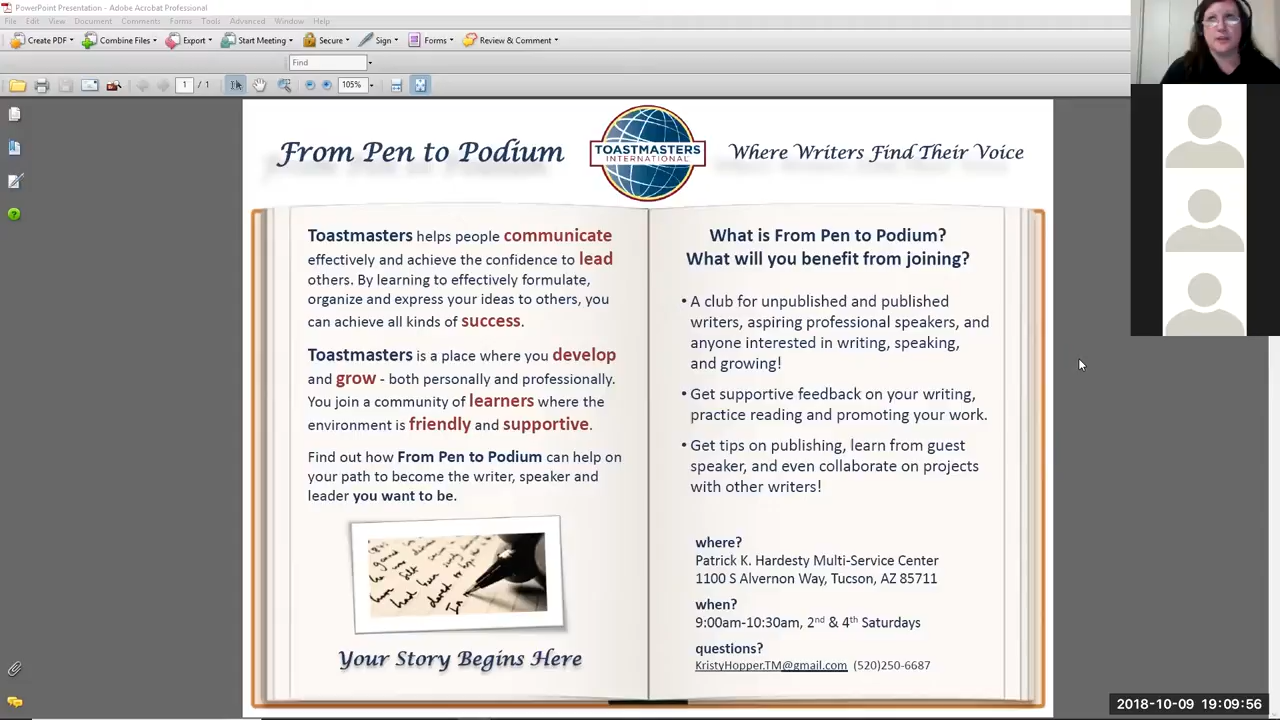 PowerPoint Presentation - Adobe Acrobat Professional
File Edit View Document Comments Forms Tools Advanced Window Help
Create PDF Combine Files Export Start Meeting Secure Sign Forms Review & Comment
Find
1 / 1 105%
From Pen to Podium
TOASTMASTERS
INTERNATIONAL
Where Writers Find Their Voice
Toastmasters helps people communicate
effectively and achieve the confidence to lead
others. By learning to effectively formulate,
organize and express your ideas to others, you
can achieve all kinds of success.
Toastmasters is a place where you develop
and grow - both personally and professionally.
You join a community of learners where the
environment is friendly and supportive.
Find out how From Pen to Podium can help on
your path to become the writer, speaker and
leader you want to be.
Your Story Begins Here
What is From Pen to Podium?
What will you benefit from joining?
• A club for unpublished and published
writers, aspiring professional speakers, and
anyone interested in writing, speaking,
and growing!
• Get supportive feedback on your writing,
practice reading and promoting your work.
• Get tips on publishing, learn from guest
speaker, and even collaborate on projects
with other writers!
where?
Patrick K. Hardesty Multi-Service Center
1100 S Alvernon Way, Tucson, AZ 85711
when?
9:00am-10:30am, 2nd & 4th Saturdays
questions?
KristyHopper.TM@gmail.com (520)250-6687
2018-10-09 19:09:56